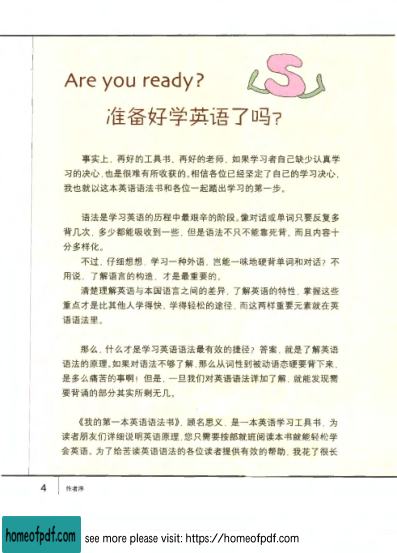 Are you ready?
S
准备好学英语了吗?
事实上，再好的工具书、再好的老师，如果学习者自己缺少认真学
习的决心，也是很难有所收获的。相信各位已经坚定了自己的学习决心，
我也就以这本英语语法书和各位一起踏出学习的第一步。
语法是学习英语的历程中最艰辛的阶段。像对话或单词只要反复多
背几次，多少都能吸收到一些，但是语法不只不能靠死背，而且内容十
分多样化。
不过，仔细想想，学习一种外语，岂能一味地硬背单词和对话？不
用说，了解语言的构造，才是最重要的。
清楚理解英语与本国语言之间的差异，了解英语的特性，掌握这些
重点才是比其他人学得快、学得轻松的途径，而这两样重要元素就在英
语语法里。
那么，什么才是学习英语语法最有效的捷径？答案，就是了解英语
语法的原理。如果对语法不够了解，那么从词性到被动语态硬要背下来，
是多么痛苦的事啊！但是，一旦我们对英语语法详加了解，就能发现需
要背诵的部分其实所剩无几。
《我的第一本英语语法书》，顾名思义，是一本英语学习工具书，为
读者朋友们详细说明英语原理，您只需要按部就班阅读本书就能轻松学
会英语。为了给苦读英语语法的各位读者提供有效的帮助，我花了很长
4 作者序
homeofpdf.com see more please visit: https://homeofpdf.com